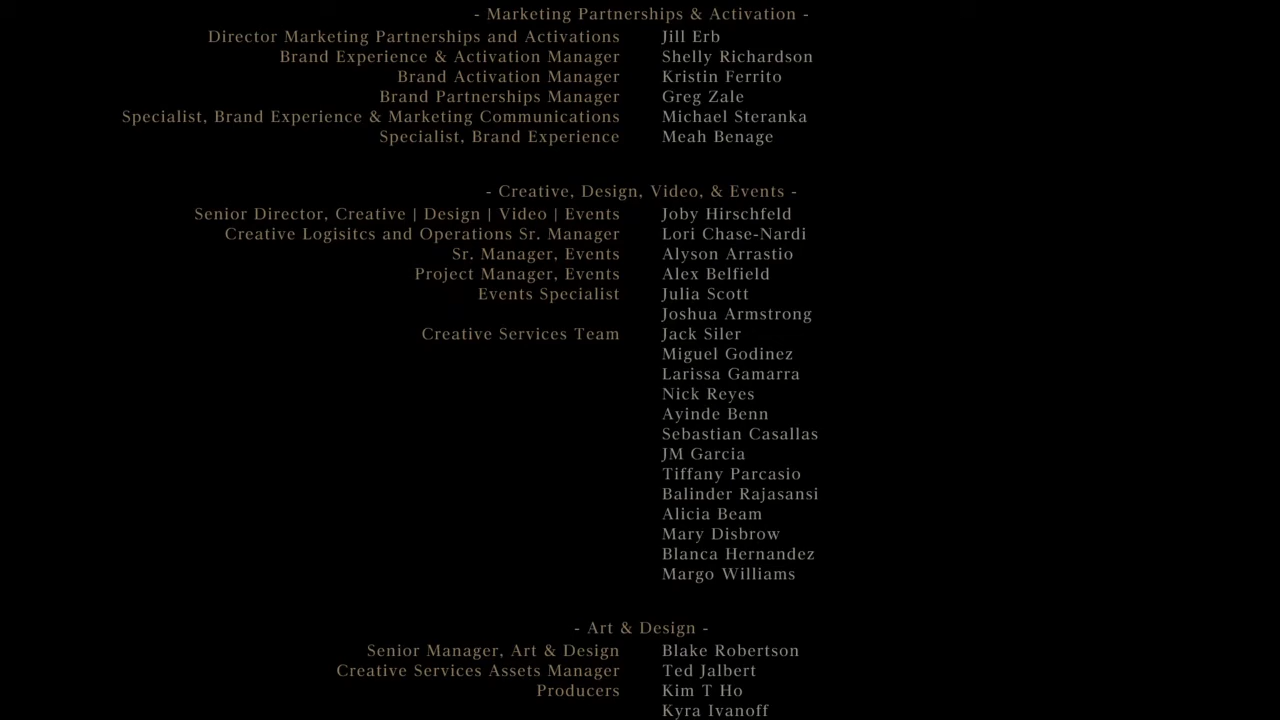 - Marketing Partnerships & Activation -
Director Marketing Partnerships and Activations Jill Erb
Brand Experience & Activation Manager Shelly Richardson
Brand Activation Manager Kristin Ferrito
Brand Partnerships Manager Greg Zale
Specialist, Brand Experience & Marketing Communications Michael Steranka
Specialist, Brand Experience Meah Benage
- Creative, Design, Video, & Events -
Senior Director, Creative | Design | Video | Events Joby Hirschfeld
Creative Logisitcs and Operations Sr. Manager Lori Chase-Nardi
Sr. Manager, Events Alyson Arrastio
Project Manager, Events Alex Belfield
Events Specialist Julia Scott
Joshua Armstrong
Creative Services Team Jack Siler
Miguel Godinez
Larissa Gamarra
Nick Reyes
Ayinde Benn
Sebastian Casallas
JM Garcia
Tiffany Parcasio
Balinder Rajasansi
Alicia Beam
Mary Disbrow
Blanca Hernandez
Margo Williams
- Art & Design -
Senior Manager, Art & Design Blake Robertson
Creative Services Assets Manager Ted Jalbert
Producers Kim T Ho
Kyra Ivanoff